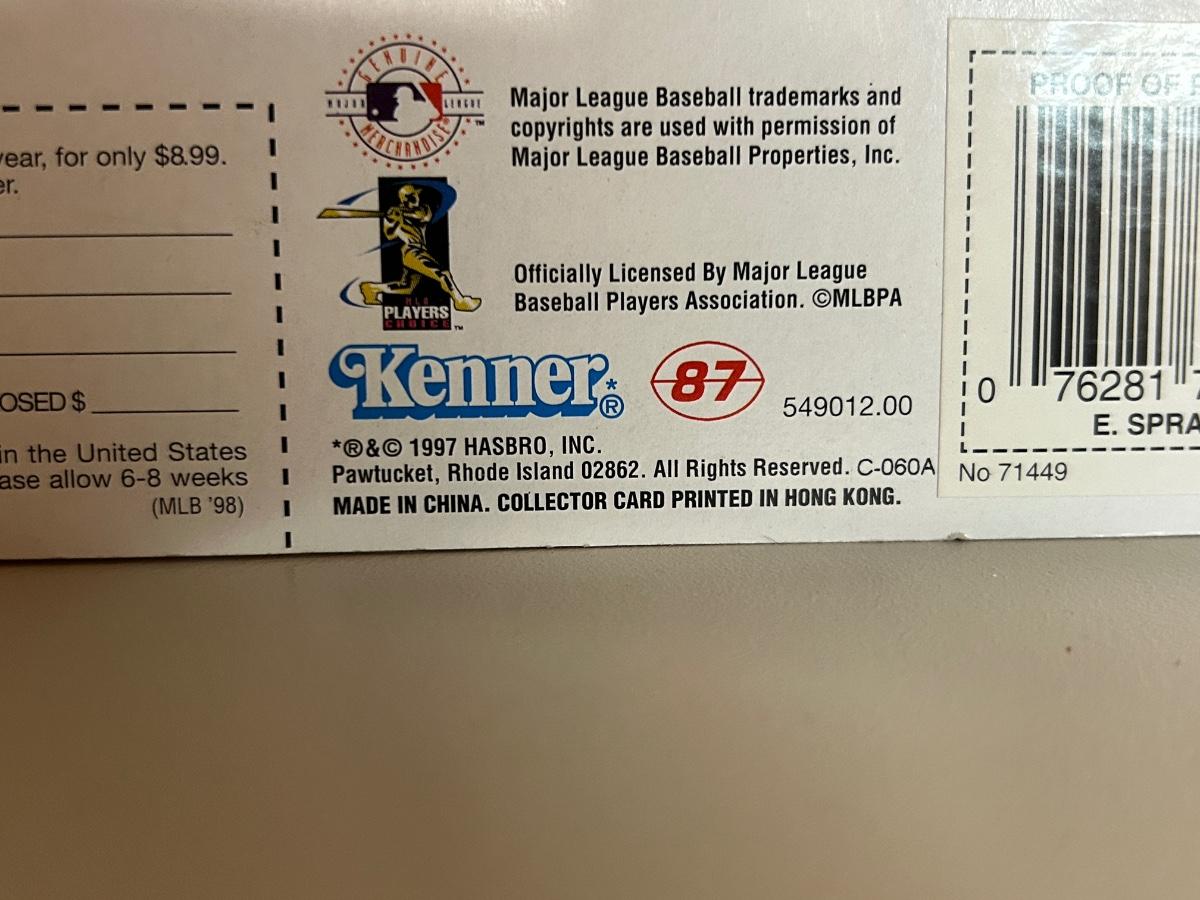 year, for only $8.99.
er.
OSED $
in the United States
ase allow 6-8 weeks
(MLB '98)
GENUINE
MAJOR LEAGUE
MERCHANDISE
TM
Major League Baseball trademarks and
copyrights are used with permission of
Major League Baseball Properties, Inc.
MLB
PLAYERS
CHOICE
TM
Officially Licensed By Major League
Baseball Players Association. ©MLBPA
Kenner*®
87
549012.00
*®&© 1997 HASBRO, INC.
Pawtucket, Rhode Island 02862. All Rights Reserved. C-060A
MADE IN CHINA. COLLECTOR CARD PRINTED IN HONG KONG.
PROOF OF
0 76281 7
E. SPRA
No 71449